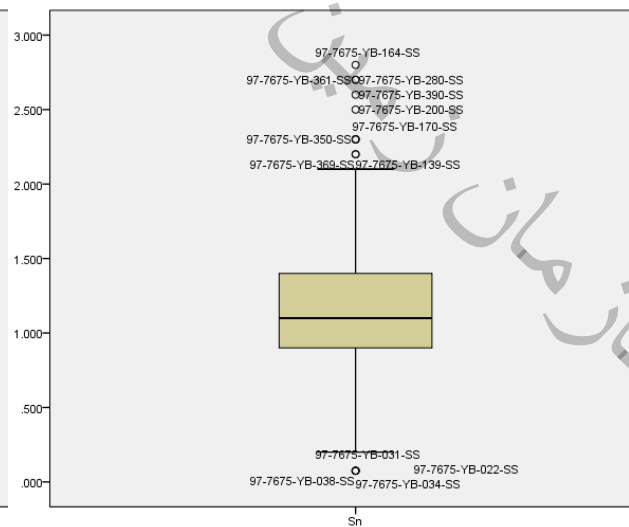 3.000
97-7675-YB-164-SS
97-7675-YB-361-SS 97-7675-YB-280-SS
97-7675-YB-390-SS
2.500
97-7675-YB-200-SS
97-7675-YB-170-SS
97-7675-YB-350-SS
97-7675-YB-369-SS 97-7675-YB-139-SS
2.000
1.500
1.000
.500
97-7675-YB-031-SS
97-7675-YB-022-SS
.000
97-7675-YB-038-SS 97-7675-YB-034-SS
Sn